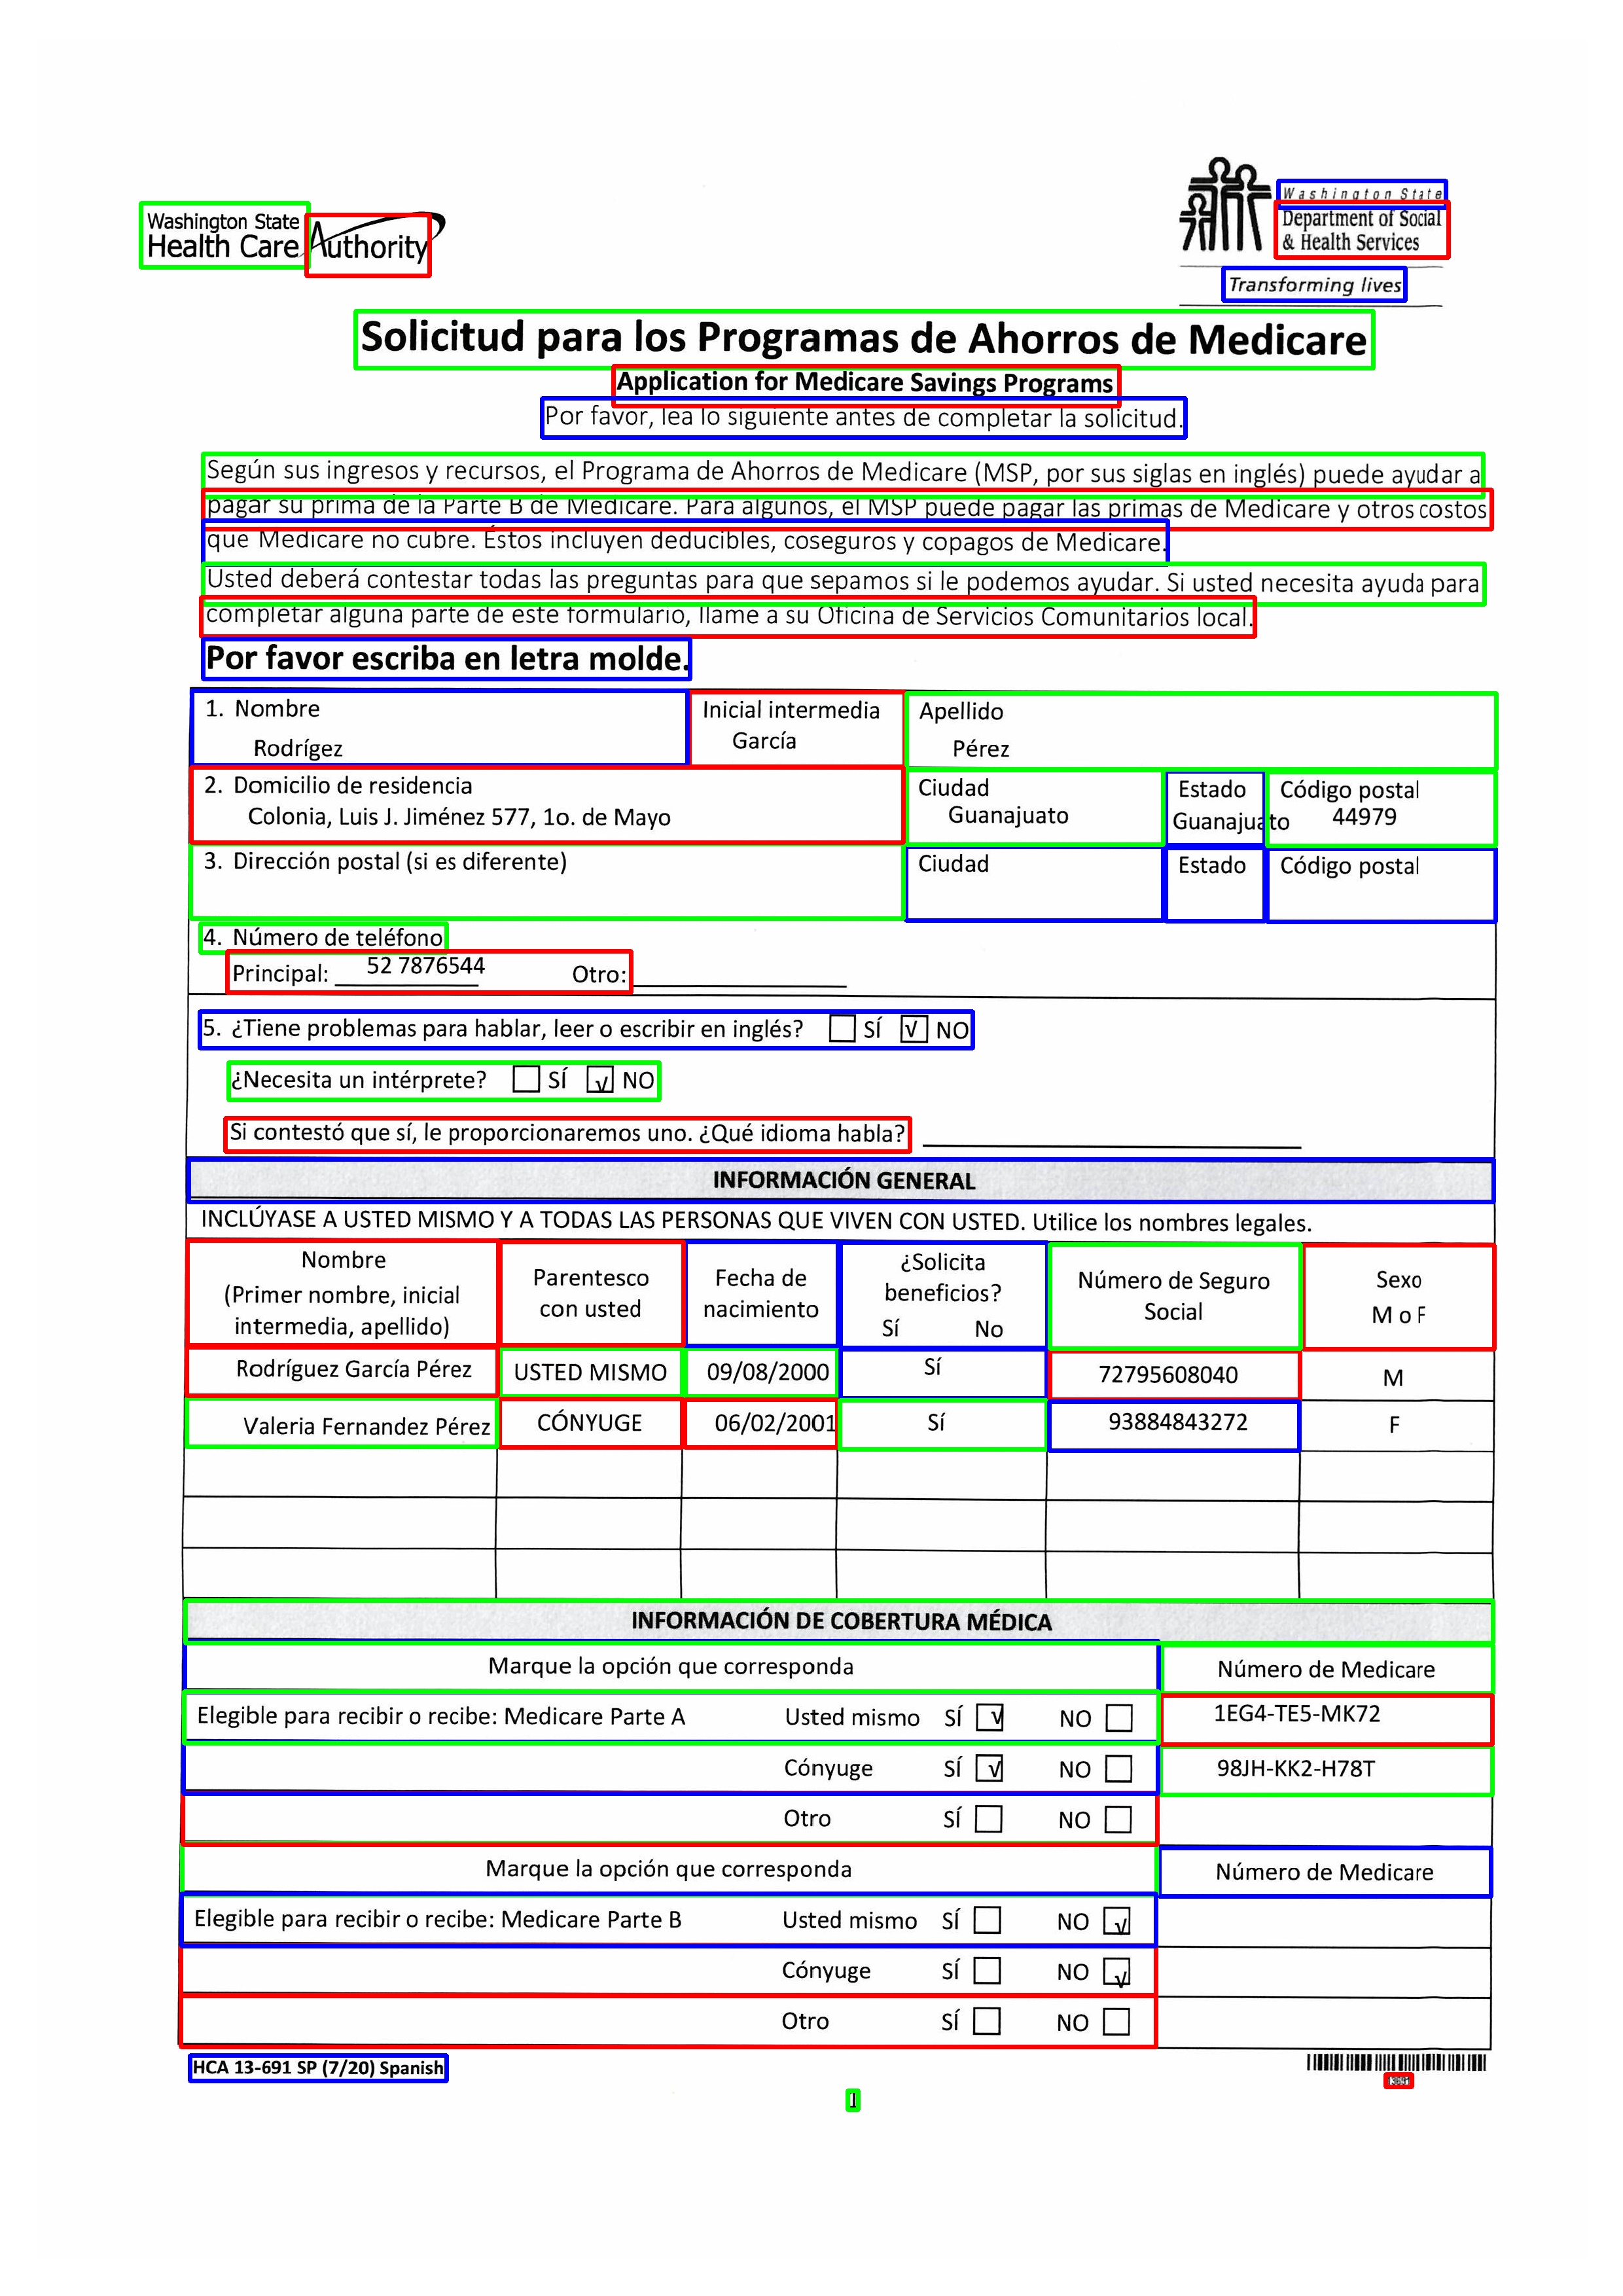 Washington State
Health Care Authority
Washington State
Department of Social
& Health Services
Transforming lives
Solicitud para los Programas de Ahorros de Medicare
Application for Medicare Savings Programs
Por favor, lea lo siguiente antes de completar la solicitud.
Según sus ingresos y recursos, el Programa de Ahorros de Medicare (MSP, por sus siglas en inglés) puede ayudar a
pagar su prima de la Parte B de Medicare. Para algunos, el MSP puede pagar las primas de Medicare y otros costos
que Medicare no cubre. Éstos incluyen deducibles, coseguros y copagos de Medicare.
Usted deberá contestar todas las preguntas para que sepamos si le podemos ayudar. Si usted necesita ayuda para
completar alguna parte de este formulario, llame a su Oficina de Servicios Comunitarios local.
Por favor escriba en letra molde.
1. Nombre
Rodrígez
Inicial intermedia
García
Apellido
Pérez
2. Domicilio de residencia
Colonia, Luis J. Jiménez 577, 1o. de Mayo
Ciudad
Guanajuato
Estado
Guanajuato
Código postal
44979
3. Dirección postal (si es diferente)
Ciudad
Estado
Código postal
4. Número de teléfono
Principal: 52 7876544 Otro:
5. ¿Tiene problemas para hablar, leer o escribir en inglés? SÍ √ NO
¿Necesita un intérprete? SÍ √ NO
Si contestó que sí, le proporcionaremos uno. ¿Qué idioma habla?
INFORMACIÓN GENERAL
INCLÚYASE A USTED MISMO Y A TODAS LAS PERSONAS QUE VIVEN CON USTED. Utilice los nombres legales.
Nombre
(Primer nombre, inicial
intermedia, apellido)
Parentesco
con usted
Fecha de
nacimiento
¿Solicita
beneficios?
Sí No
Número de Seguro
Social
Sexo
M o F
Rodríguez García Pérez USTED MISMO 09/08/2000 Sí 72795608040 M
Valeria Fernandez Pérez CÓNYUGE 06/02/2001 Sí 93884843272 F
INFORMACIÓN DE COBERTURA MÉDICA
Marque la opción que corresponda Número de Medicare
Elegible para recibir o recibe: Medicare Parte A Usted mismo SÍ √ NO 1EG4-TE5-MK72
Cónyuge SÍ √ NO 98JH-KK2-H78T
Otro SÍ NO
Marque la opción que corresponda Número de Medicare
Elegible para recibir o recibe: Medicare Parte B Usted mismo SÍ NO √
Cónyuge SÍ NO √
Otro SÍ NO
HCA 13-691 SP (7/20) Spanish
1